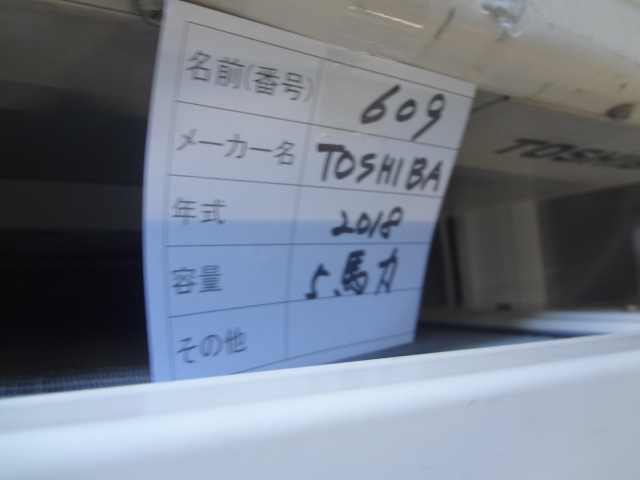 名前(番号) 609
メーカー名 TOSHIBA
年式 2018
容量 5馬力
その他
TOSHIBA